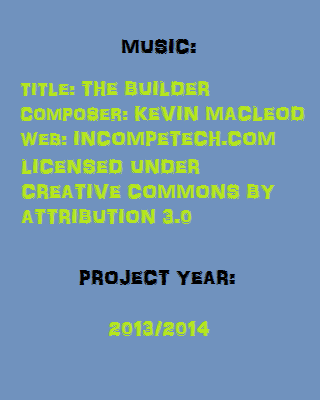 MUSIC:
TITLE: THE BUILDER
COMPOSER: KEVIN MACLEOD
WEB: INCOMPETECH.COM
LICENSED UNDER
CREATIVE COMMONS BY
ATTRIBUTION 3.0
PROJECT YEAR:
2013/2014